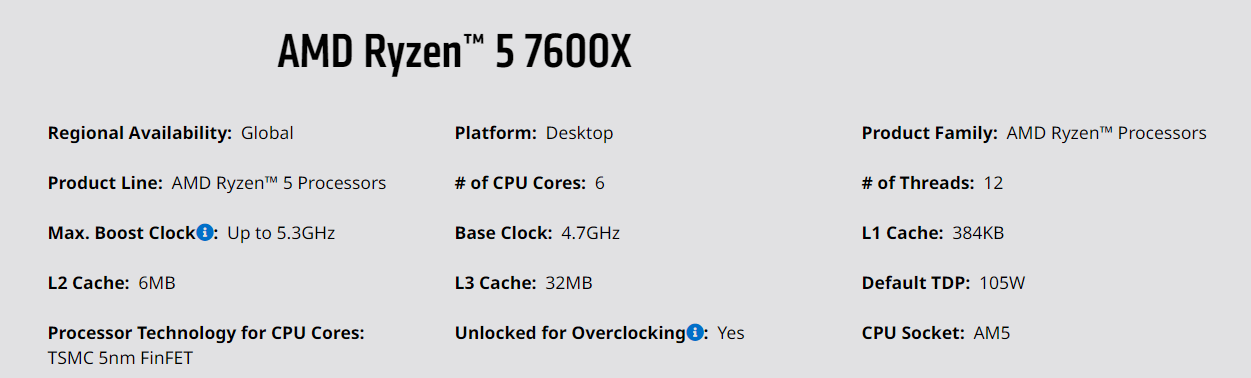 AMD Ryzen™ 5 7600X
Regional Availability: Global
Platform: Desktop
Product Family: AMD Ryzen™ Processors
Product Line: AMD Ryzen™ 5 Processors
# of CPU Cores: 6
# of Threads: 12
Max. Boost Clock: Up to 5.3GHz
Base Clock: 4.7GHz
L1 Cache: 384KB
L2 Cache: 6MB
L3 Cache: 32MB
Default TDP: 105W
Processor Technology for CPU Cores:
TSMC 5nm FinFET
Unlocked for Overclocking: Yes
CPU Socket: AM5